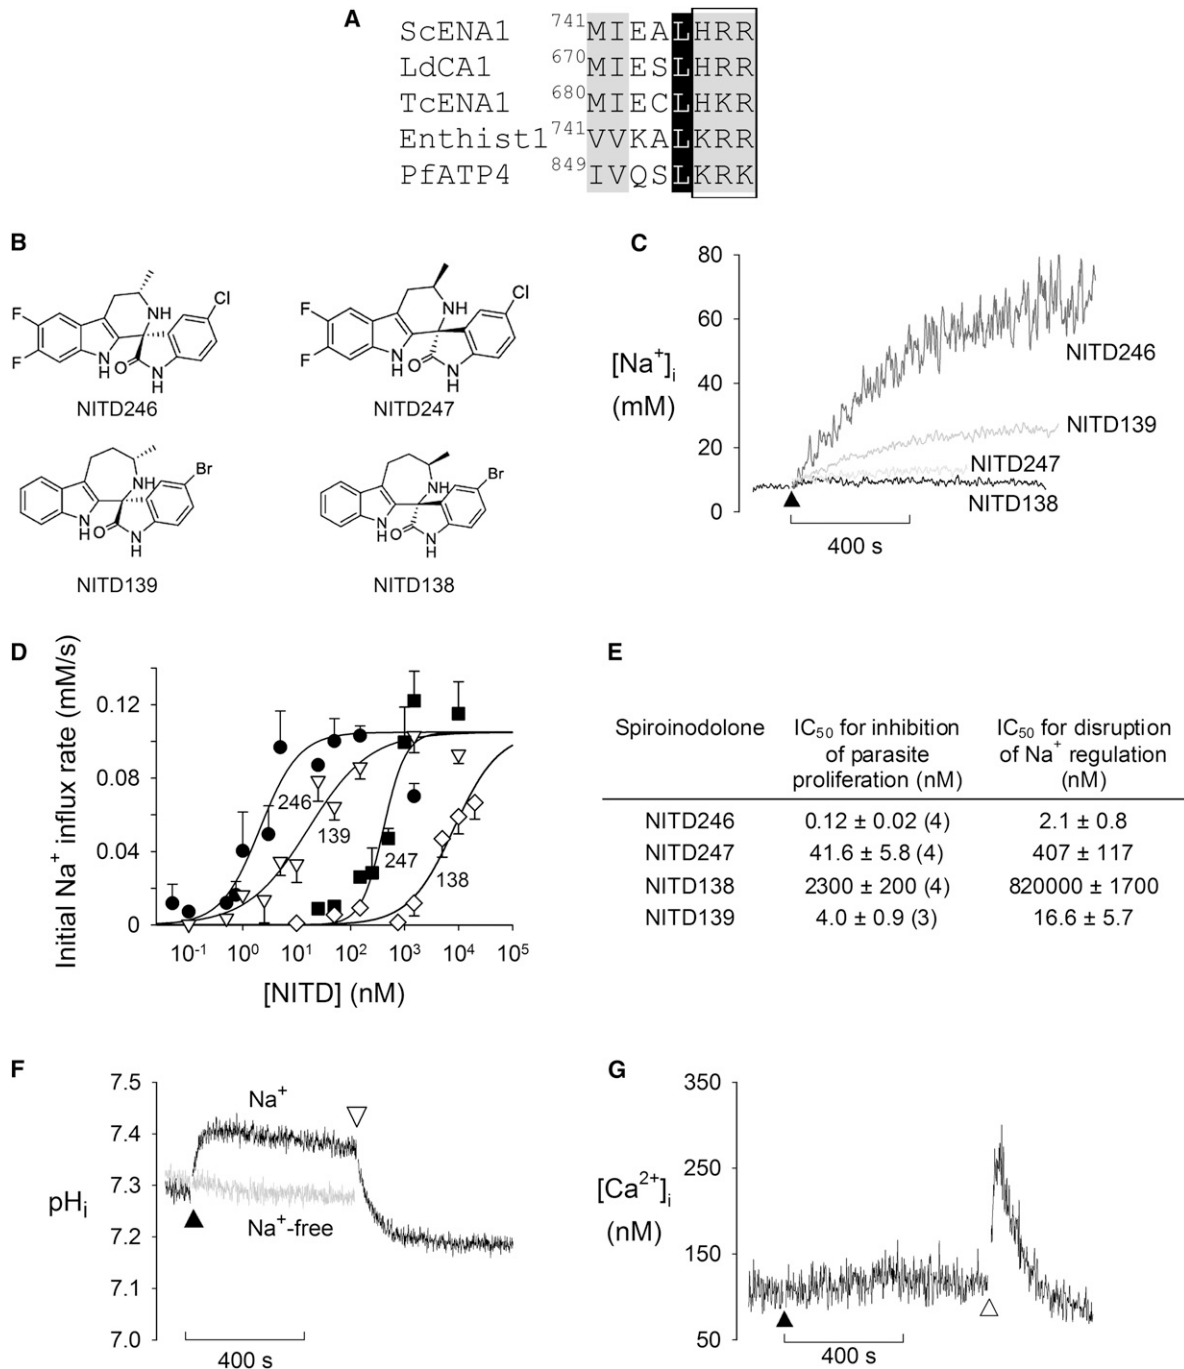 A
ScENA1 741 MIEALHRR
LdCA1 670 MIESLHRR
TcENA1 680 MIECLHKR
Enthist1 741 VVKALKRR
PfATP4 849 IVQSLKRK
B
F
F
N
H
NH
O
N
H
Cl
NITD246
F
F
N
H
NH
O
N
H
Cl
NITD247
N
H
NH
O
N
H
Br
NITD139
N
H
NH
O
N
H
Br
NITD138
C
[Na⁺]i
(mM)
80
60
40
20
0
NITD246
NITD139
NITD247
NITD138
400 s
D
Initial Na⁺ influx rate (mM/s)
0.12
0.08
0.04
0
246
139
247
138
10⁻¹ 10⁰ 10¹ 10² 10³ 10⁴ 10⁵
[NITD] (nM)
E
Spiroinodolone IC₅₀ for inhibition of parasite proliferation (nM) IC₅₀ for disruption of Na⁺ regulation (nM)
NITD246 0.12 ± 0.02 (4) 2.1 ± 0.8
NITD247 41.6 ± 5.8 (4) 407 ± 117
NITD138 2300 ± 200 (4) 820000 ± 1700
NITD139 4.0 ± 0.9 (3) 16.6 ± 5.7
F
pHi
7.5
7.4
7.3
7.2
7.1
7.0
Na⁺
Na⁺-free
400 s
G
[Ca²⁺]i
(nM)
350
250
150
50
400 s